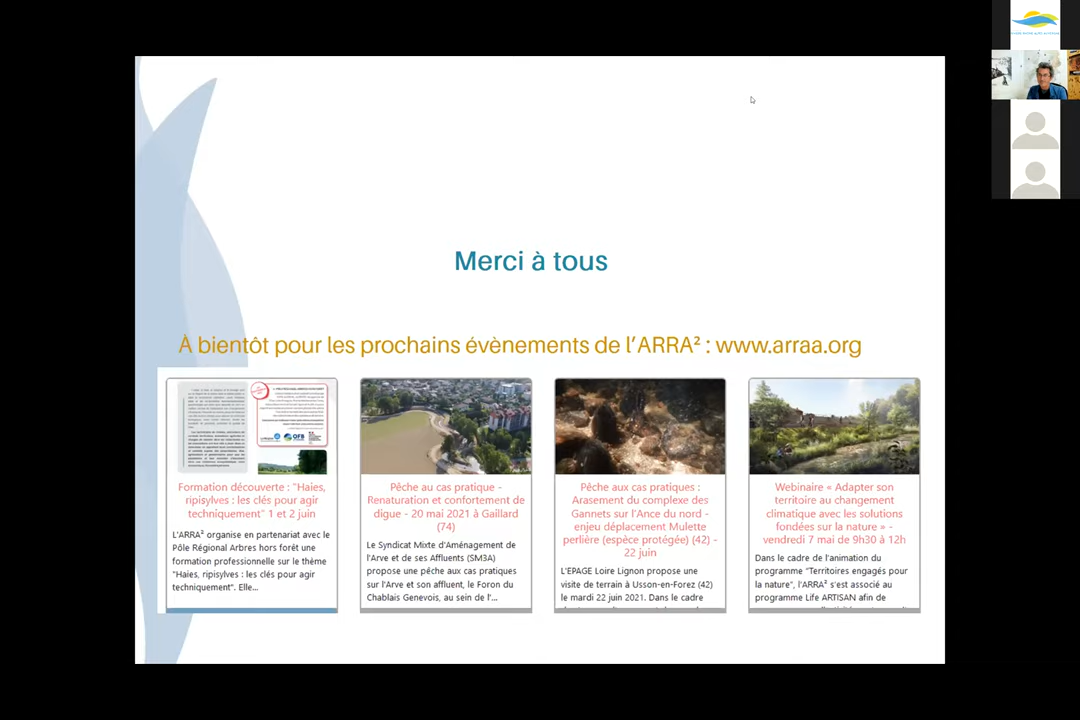 Merci à tous
À bientôt pour les prochains évènements de l'ARRA² : www.arraa.org
Formation découverte : "Haies,
ripisylves : les clés pour agir
techniquement" 1 et 2 juin
L'ARRA² organise en partenariat avec le
Pôle Régional Arbres hors forêt une
formation professionnelle sur le thème
"Haies, ripisylves : les clés pour agir
techniquement". Elle...
Pêche au cas pratique -
Renaturation et confortement de
digue - 20 mai 2021 à Gaillard
(74)
Le Syndicat Mixte d'Aménagement de
l'Arve et de ses Affluents (SM3A)
propose une pêche aux cas pratiques
sur l'Arve et son affluent, le Foron du
Chablais Genevois, au sein de l'...
Pêche aux cas pratiques :
Arasement du complexe des
Gannets sur l'Ance du nord -
enjeu déplacement Mulette
perlière (espèce protégée) (42) -
22 juin
L'EPAGE Loire Lignon propose une
visite de terrain à Usson-en-Forez (42)
le mardi 22 juin 2021. Dans le cadre
Webinaire « Adapter son
territoire au changement
climatique avec les solutions
fondées sur la nature » -
vendredi 7 mai de 9h30 à 12h
Dans le cadre de l'animation du
programme "Territoires engagés pour
la nature", l'ARRA² s'est associé au
programme Life ARTISAN afin de